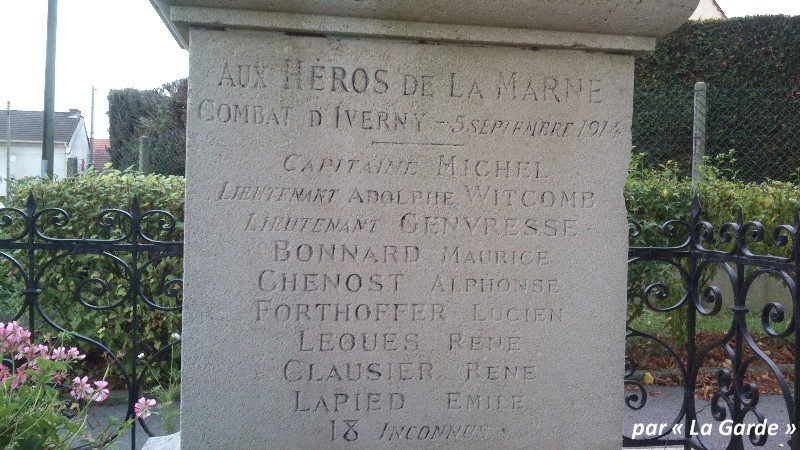 AUX HÉROS DE LA MARNE
COMBAT D'IVERNY - 5 SEPTEMBRE 1914
CAPITAINE MICHEL
LIEUTENANT ADOLPHE WITCOMB
LIEUTENANT GENVRESSE
BONNARD MAURICE
CHENOST ALPHONSE
FORTHOFFER LUCIEN
LEQUES RENE
CLAUSIER RENE
LAPIED EMILE
18 INCONNUS
par « La Garde »